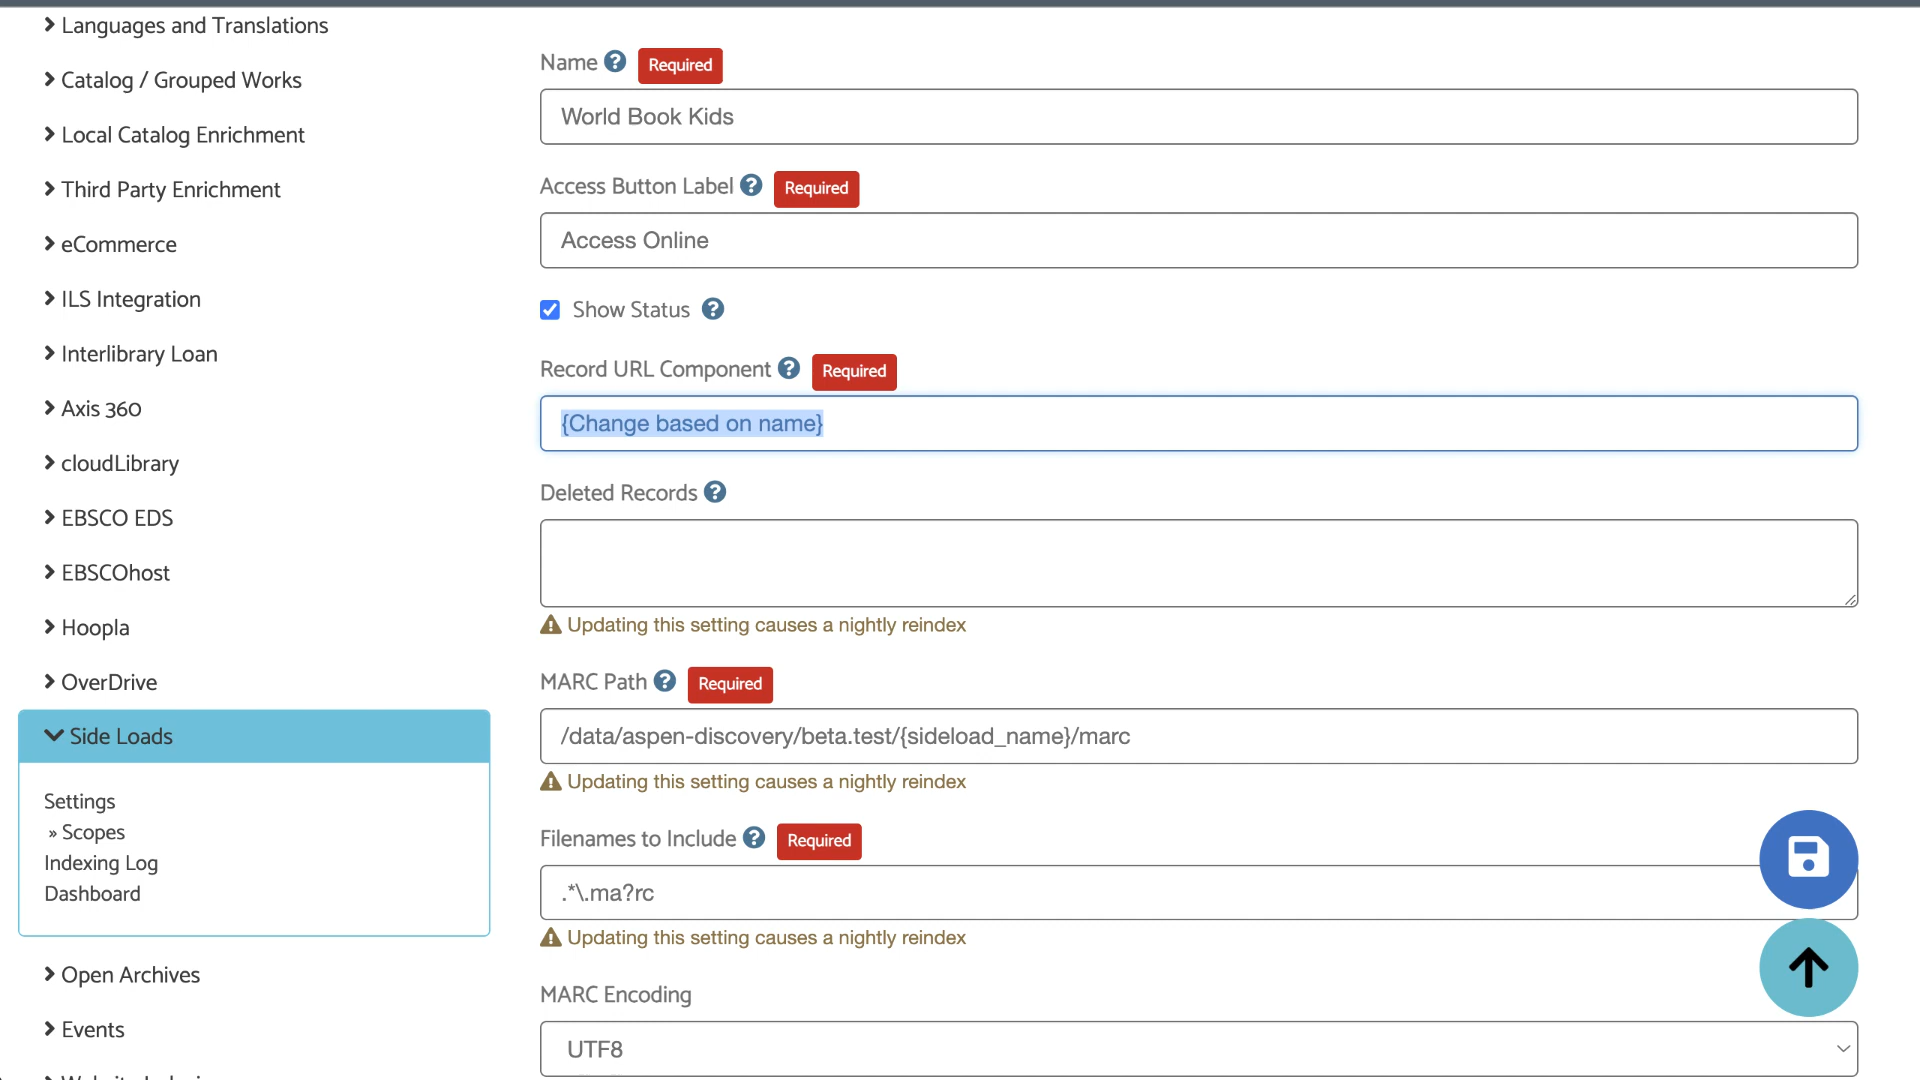 Languages and Translations
Catalog / Grouped Works
Local Catalog Enrichment
Third Party Enrichment
eCommerce
ILS Integration
Interlibrary Loan
Axis 360
cloudLibrary
EBSCO EDS
EBSCOhost
Hoopla
OverDrive
Side Loads
Settings
» Scopes
Indexing Log
Dashboard
Open Archives
Events
Name ? Required
World Book Kids
Access Button Label ? Required
Access Online
Show Status ?
Record URL Component ? Required
{Change based on name}
Deleted Records ?
Updating this setting causes a nightly reindex
MARC Path ? Required
/data/aspen-discovery/beta.test/{sideload_name}/marc
Updating this setting causes a nightly reindex
Filenames to Include ? Required
.*\.ma?rc
Updating this setting causes a nightly reindex
MARC Encoding
UTF8